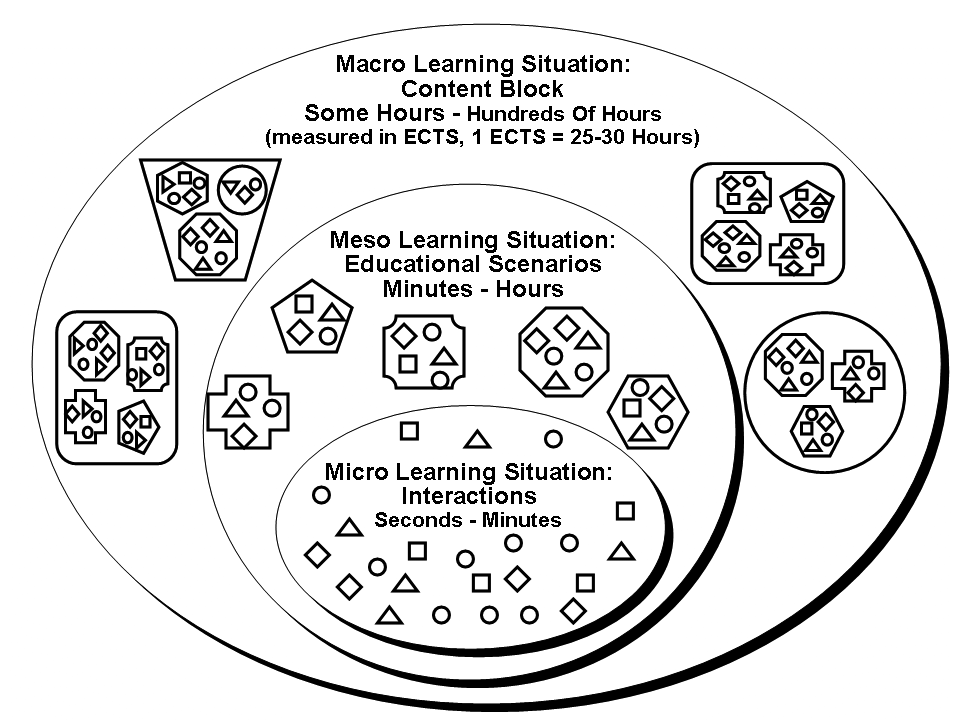 Macro Learning Situation:
Content Block
Some Hours - Hundreds Of Hours
(measured in ECTS, 1 ECTS = 25-30 Hours)
Meso Learning Situation:
Educational Scenarios
Minutes - Hours
Micro Learning Situation:
Interactions
Seconds - Minutes